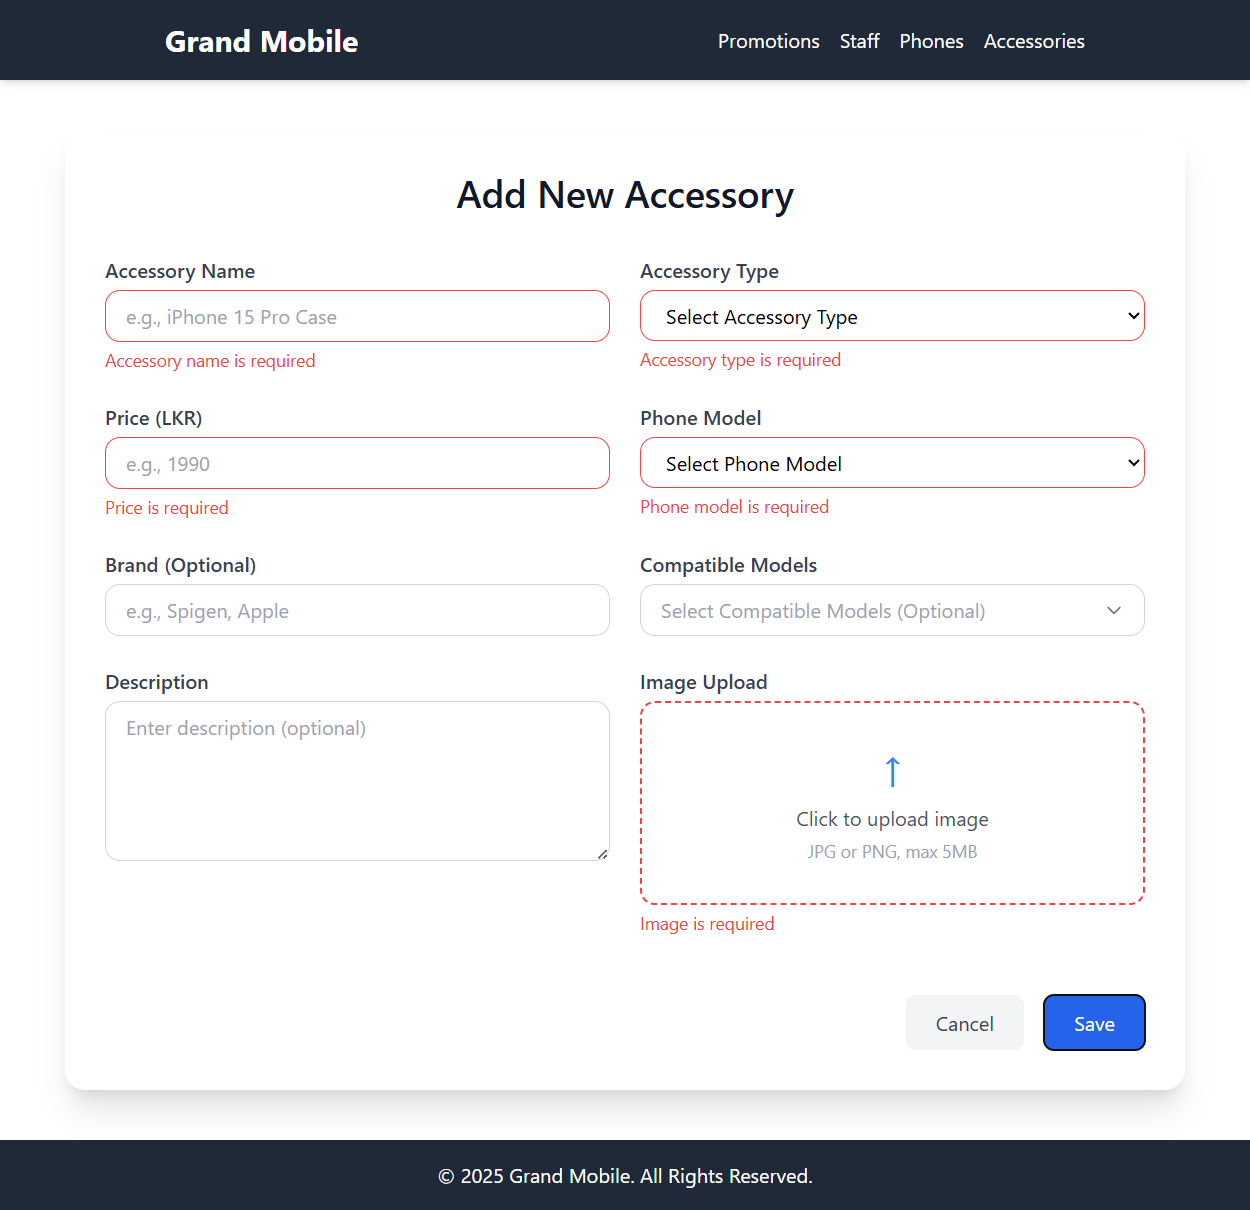 Grand Mobile
Promotions Staff Phones Accessories
Add New Accessory
Accessory Name
e.g., iPhone 15 Pro Case
Accessory name is required
Accessory Type
Select Accessory Type
Accessory type is required
Price (LKR)
e.g., 1990
Price is required
Phone Model
Select Phone Model
Phone model is required
Brand (Optional)
e.g., Spigen, Apple
Compatible Models
Select Compatible Models (Optional)
Description
Enter description (optional)
Image Upload
Click to upload image
JPG or PNG, max 5MB
Image is required
Cancel
Save
© 2025 Grand Mobile. All Rights Reserved.